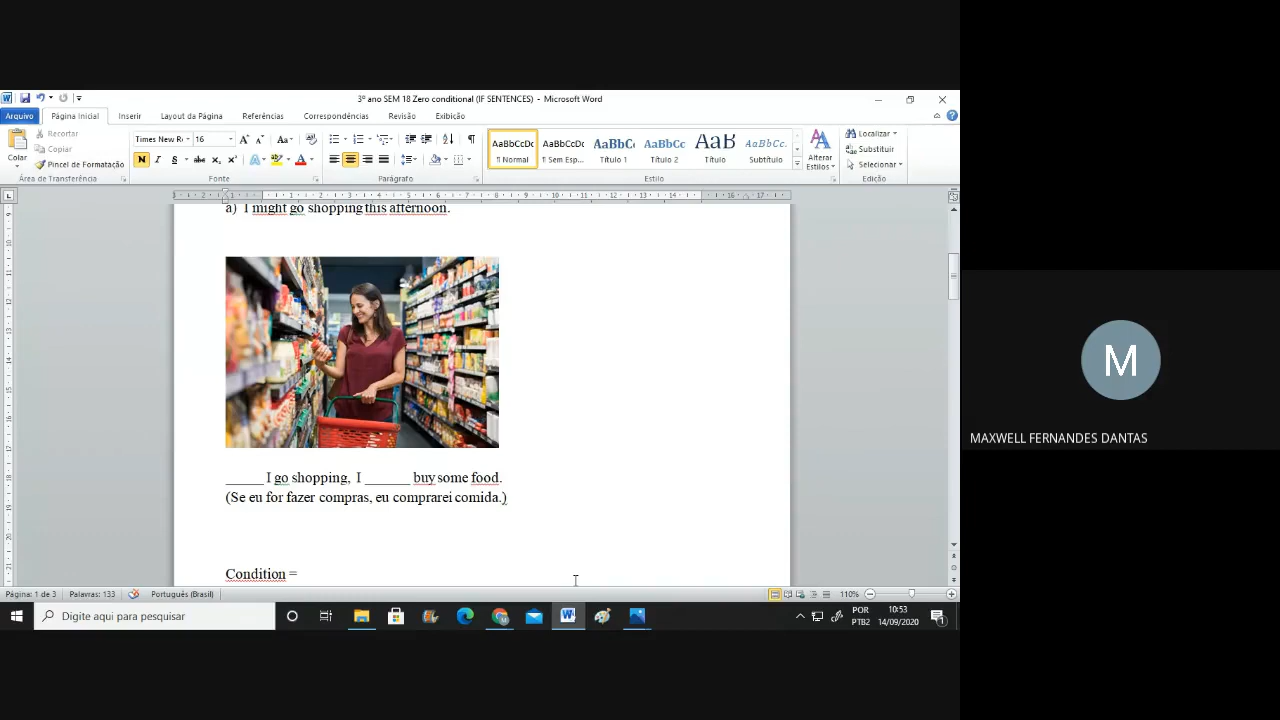 3º ano SEM 18 Zero conditional (IF SENTENCES) - Microsoft Word
Arquivo Página Inicial Inserir Layout da Página Referências Correspondências Revisão Exibição
Colar
Recortar
Copiar
Pincel de Formatação
Área de Transferência
Times New R 16
N I S abc x₂ x²
Fonte
Parágrafo
AaBbCcDc AaBbCcDc AaBbC AaBbCc AaB AaBbCc.
¶ Normal ¶ Sem Esp... Título 1 Título 2 Título Subtítulo
Estilo
Alterar Estilos
Localizar
Substituir
Selecionar
Edição
a) I might go shopping this afternoon.
_____ I go shopping, I ______ buy some food.
(Se eu for fazer compras, eu comprarei comida.)
Condition =
Página: 1 de 3 Palavras: 133 Português (Brasil) 110%
Digite aqui para pesquisar
POR
PTB2
10:53
14/09/2020
M
MAXWELL FERNANDES DANTAS